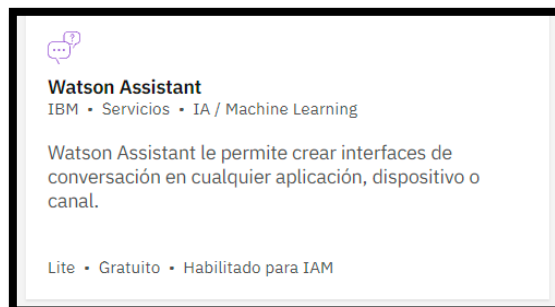 Watson Assistant
IBM • Servicios • IA / Machine Learning
Watson Assistant le permite crear interfaces de
conversación en cualquier aplicación, dispositivo o
canal.
Lite • Gratuito • Habilitado para IAM